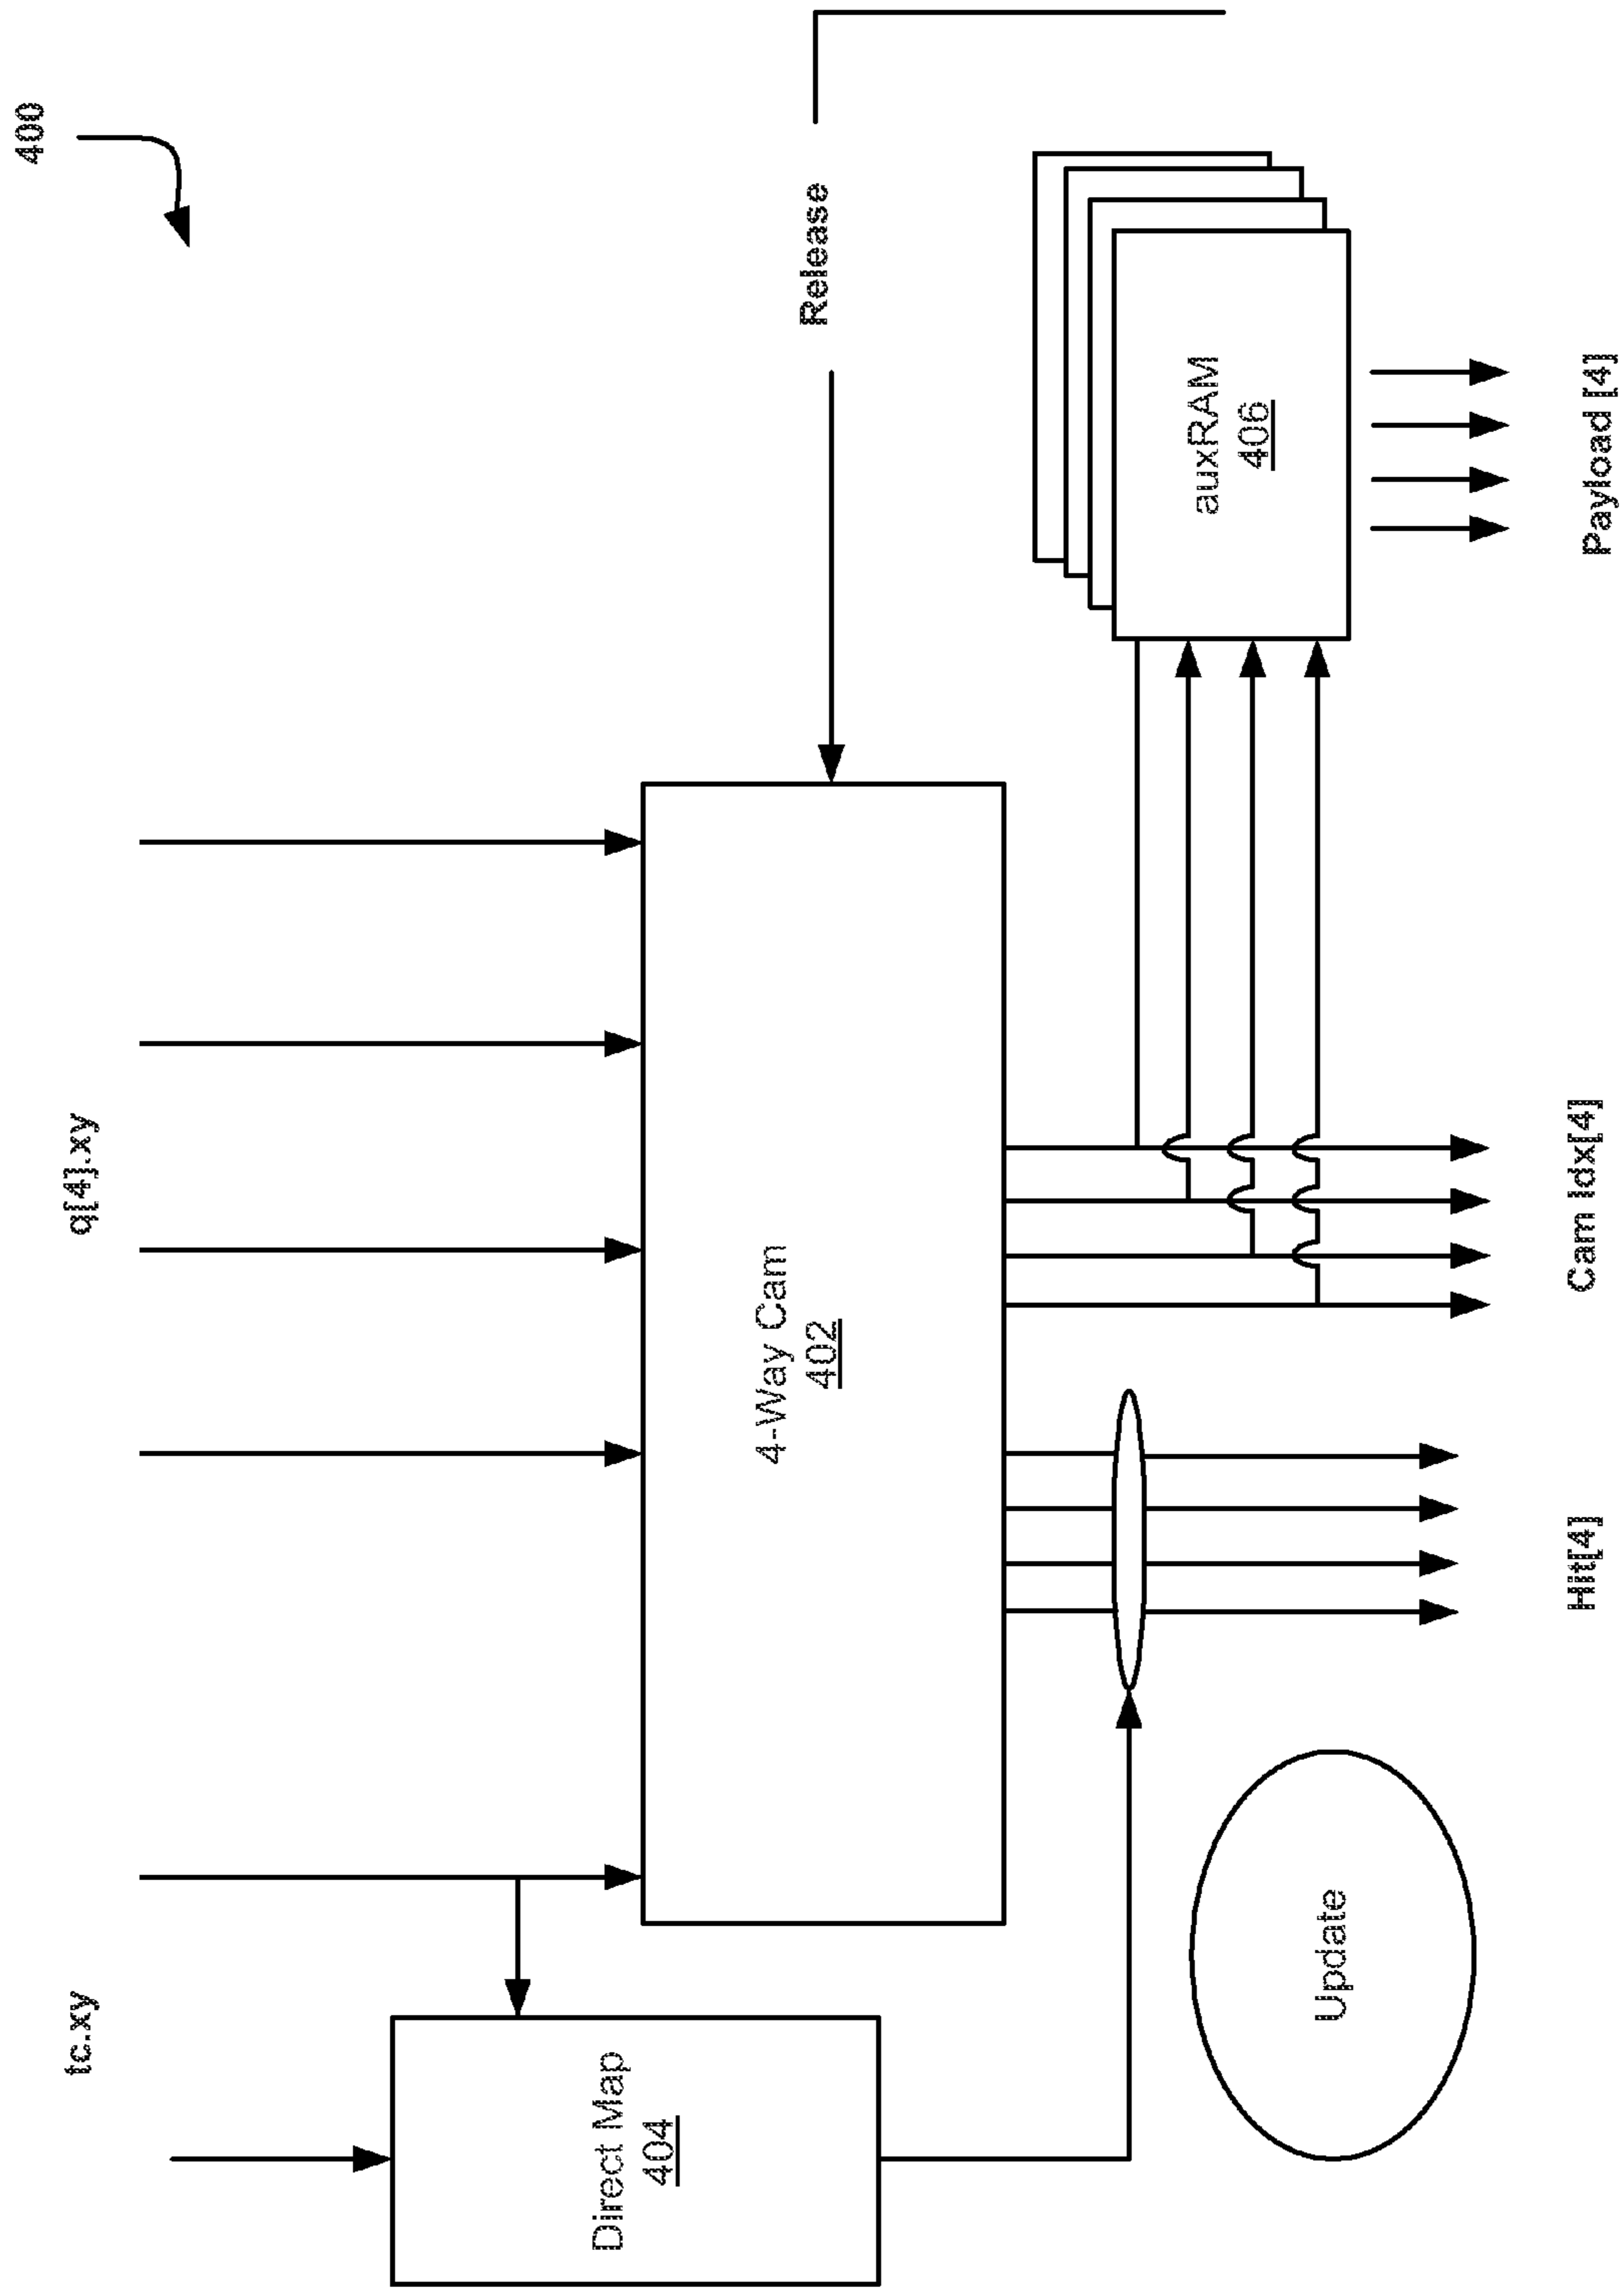 400
tc.xy
q[4].xy
Release
Direct Map
404
4-Way Cam
402
auxRAM
406
Update
Hit[4]
Cam Idx[4]
Payload [4]